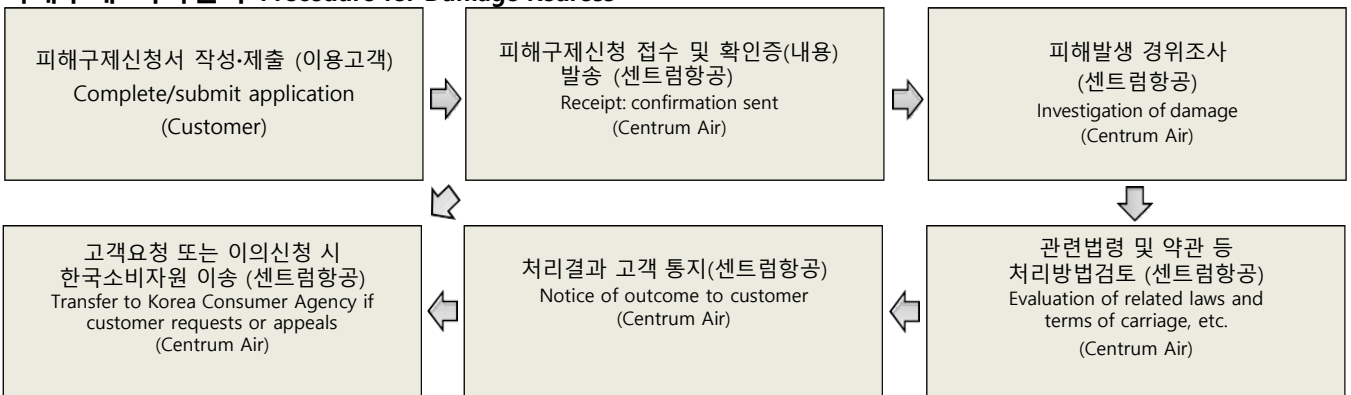 Procedure for Damage Redress
피해구제신청서 작성·제출 (이용고객)
Complete/submit application
(Customer)
피해구제신청 접수 및 확인증(내용)
발송 (센트럼항공)
Receipt: confirmation sent
(Centrum Air)
피해발생 경위조사
(센트럼항공)
Investigation of damage
(Centrum Air)
관련법령 및 약관 등
처리방법검토 (센트럼항공)
Evaluation of related laws and
terms of carriage, etc.
(Centrum Air)
처리결과 고객 통지(센트럼항공)
Notice of outcome to customer
(Centrum Air)
고객요청 또는 이의신청 시
한국소비자원 이송 (센트럼항공)
Transfer to Korea Consumer Agency if
customer requests or appeals
(Centrum Air)